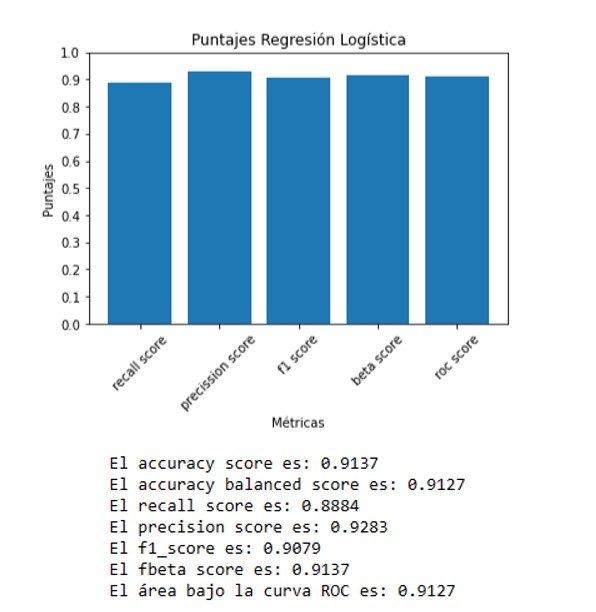 Puntajes Regresión Logística
1.0
0.9
0.8
0.7
0.6
0.5
0.4
0.3
0.2
0.1
0.0
Puntajes
recall score
precission score
f1 score
beta score
roc score
Métricas
El accuracy score es: 0.9137
El accuracy balanced score es: 0.9127
El recall score es: 0.8884
El precision score es: 0.9283
El f1_score es: 0.9079
El fbeta score es: 0.9137
El área bajo la curva ROC es: 0.9127